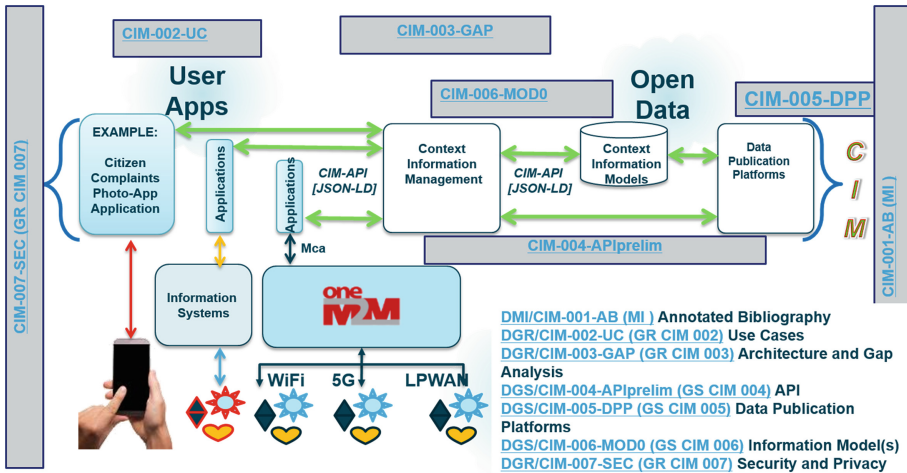 CIM-002-UC
CIM-003-GAP
User
Apps
CIM-006-MOD0
Open
Data
CIM-005-DPP
CIM-007-SEC (GR CIM 007)
EXAMPLE:
Citizen
Complaints
Photo-App
Application
Applications
Applications
CIM-API
[JSON-LD]
Context
Information
Management
CIM-API
[JSON-LD]
Context
Information
Models
Data
Publication
Platforms
C
I
M
CIM-001-AB (MI )
CIM-004-APIprelim
Mca
Information
Systems
one
M2M
WiFi
5G
LPWAN
DMI/CIM-001-AB (MI ) Annotated Bibliography
DGR/CIM-002-UC (GR CIM 002) Use Cases
DGR/CIM-003-GAP (GR CIM 003) Architecture and Gap
Analysis
DGS/CIM-004-APIprelim (GS CIM 004) API
DGS/CIM-005-DPP (GS CIM 005) Data Publication
Platforms
DGS/CIM-006-MOD0 (GS CIM 006) Information Model(s)
DGR/CIM-007-SEC (GR CIM 007) Security and Privacy